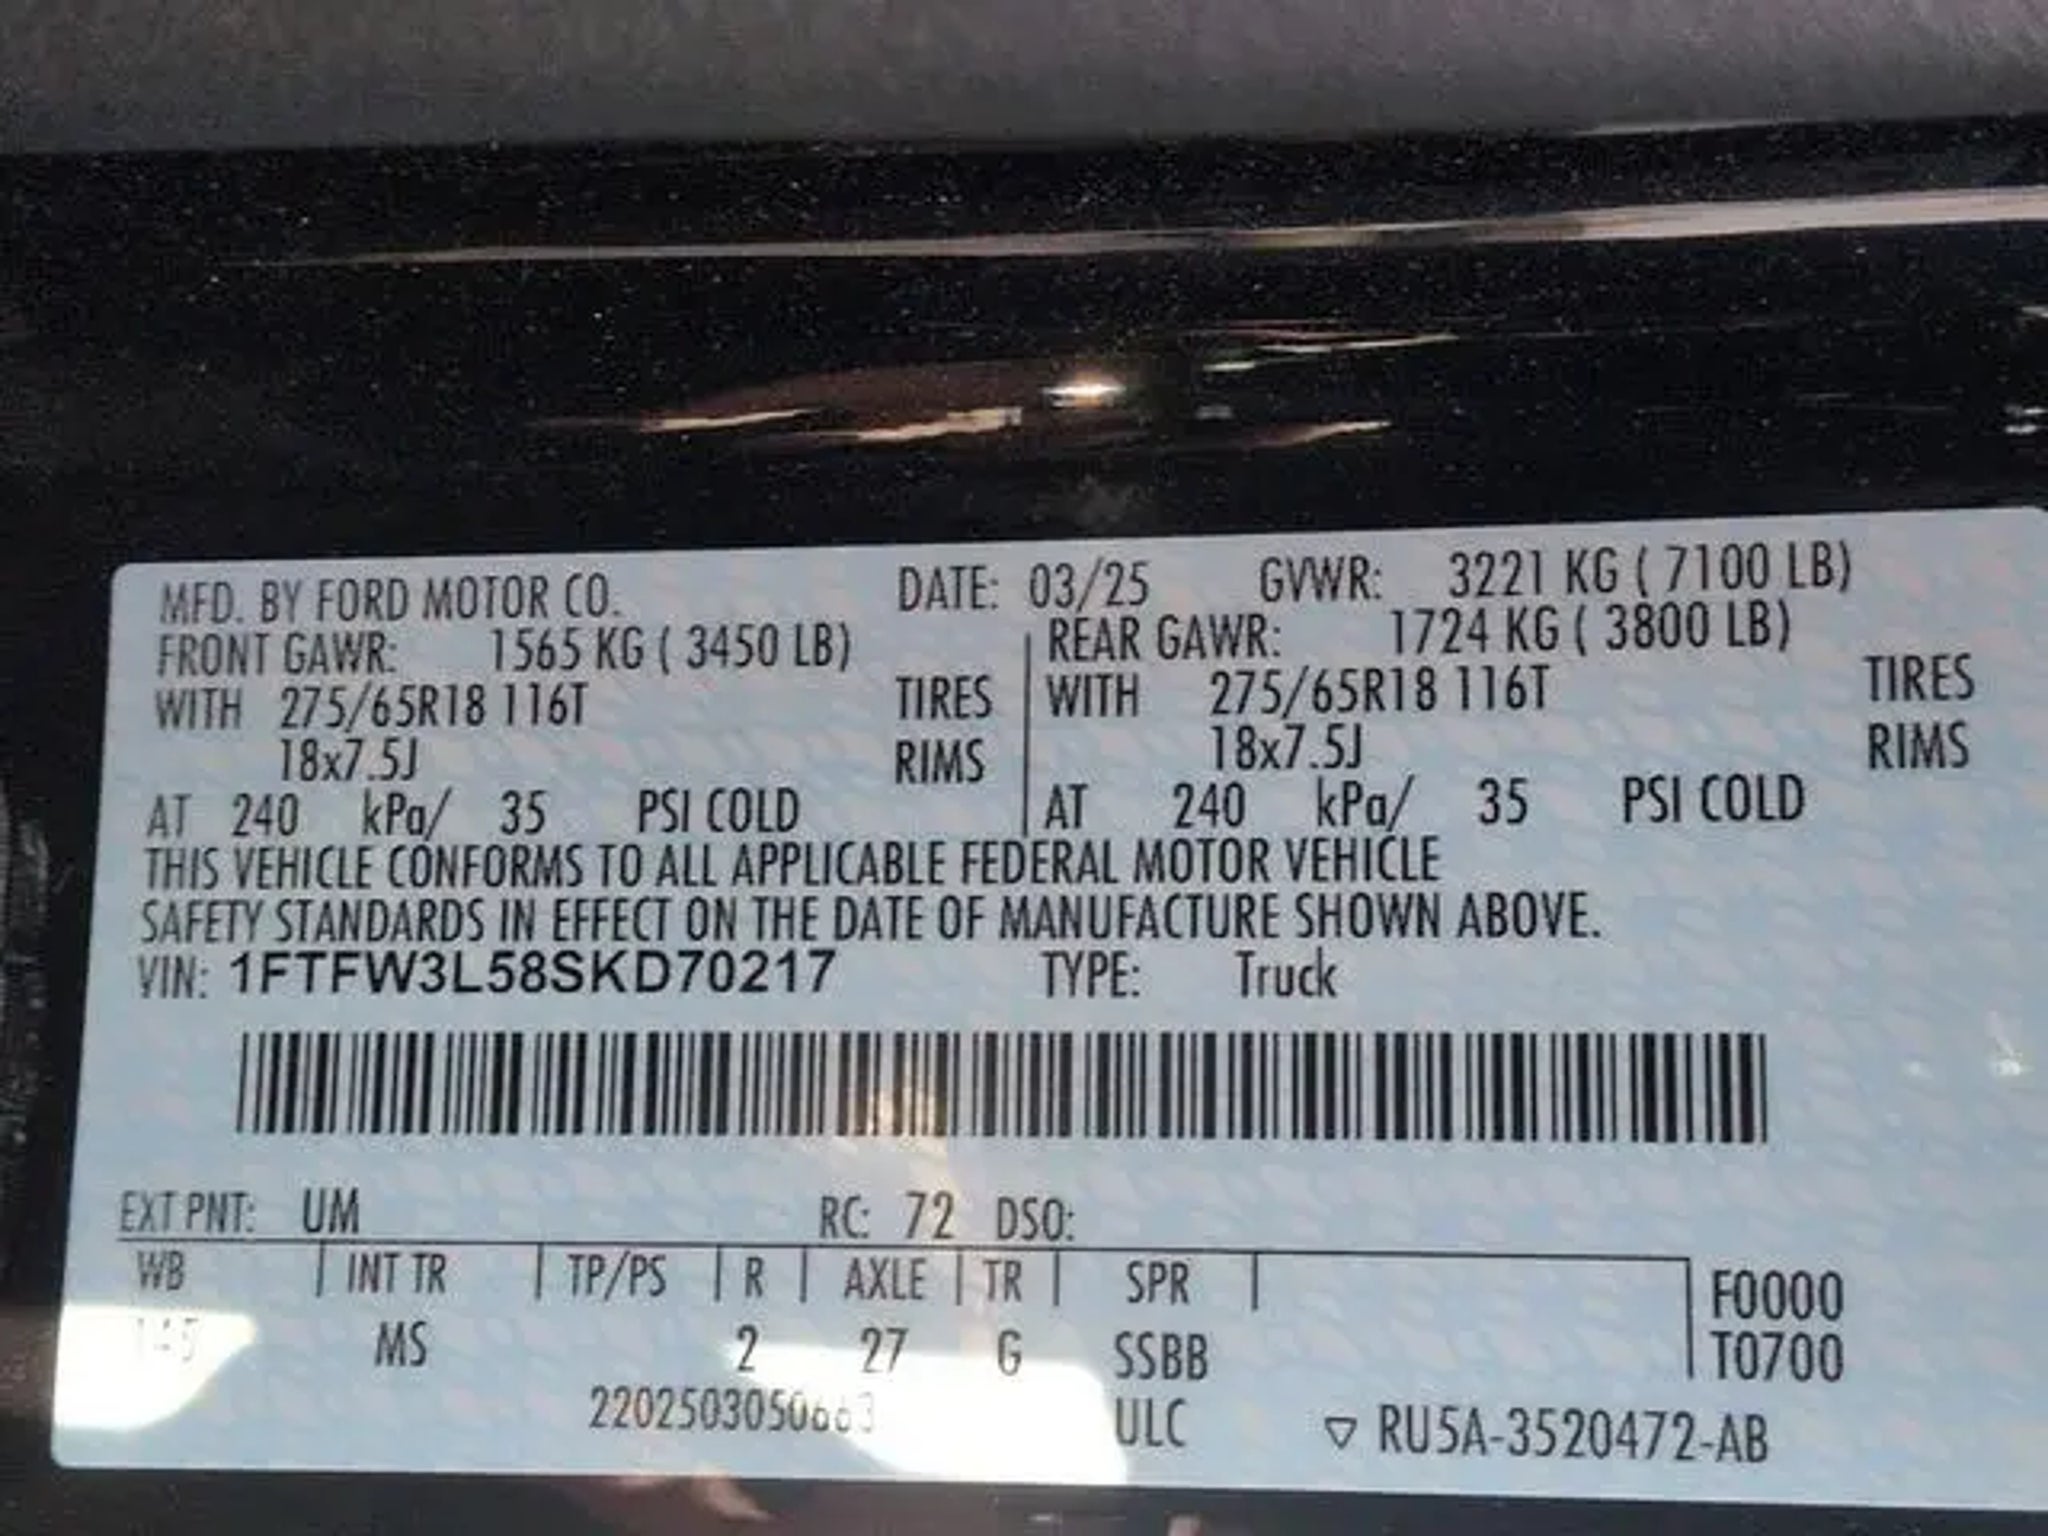 MFD. BY FORD MOTOR CO. DATE: 03/25 GVWR: 3221 KG ( 7100 LB)
FRONT GAWR: 1565 KG ( 3450 LB) REAR GAWR: 1724 KG ( 3800 LB)
WITH 275/65R18 116T TIRES WITH 275/65R18 116T TIRES
18x7.5J RIMS 18x7.5J RIMS
AT 240 kPa/ 35 PSI COLD AT 240 kPa/ 35 PSI COLD
THIS VEHICLE CONFORMS TO ALL APPLICABLE FEDERAL MOTOR VEHICLE
SAFETY STANDARDS IN EFFECT ON THE DATE OF MANUFACTURE SHOWN ABOVE.
VIN: 1FTFW3L58SKD70217 TYPE: Truck
EXT PNT: UM RC: 72 DSO:
WB INT TR TP/PS R AXLE TR SPR F0000
145 MS 2 27 G SSBB T0700
ULC ▽ RU5A-3520472-AB